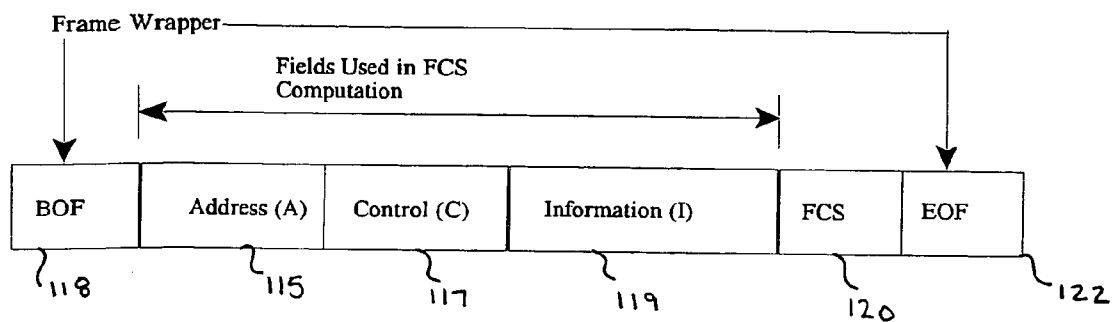 Frame Wrapper
Fields Used in FCS
Computation
BOF Address (A) Control (C) Information (I) FCS EOF
118 115 117 119 120 122